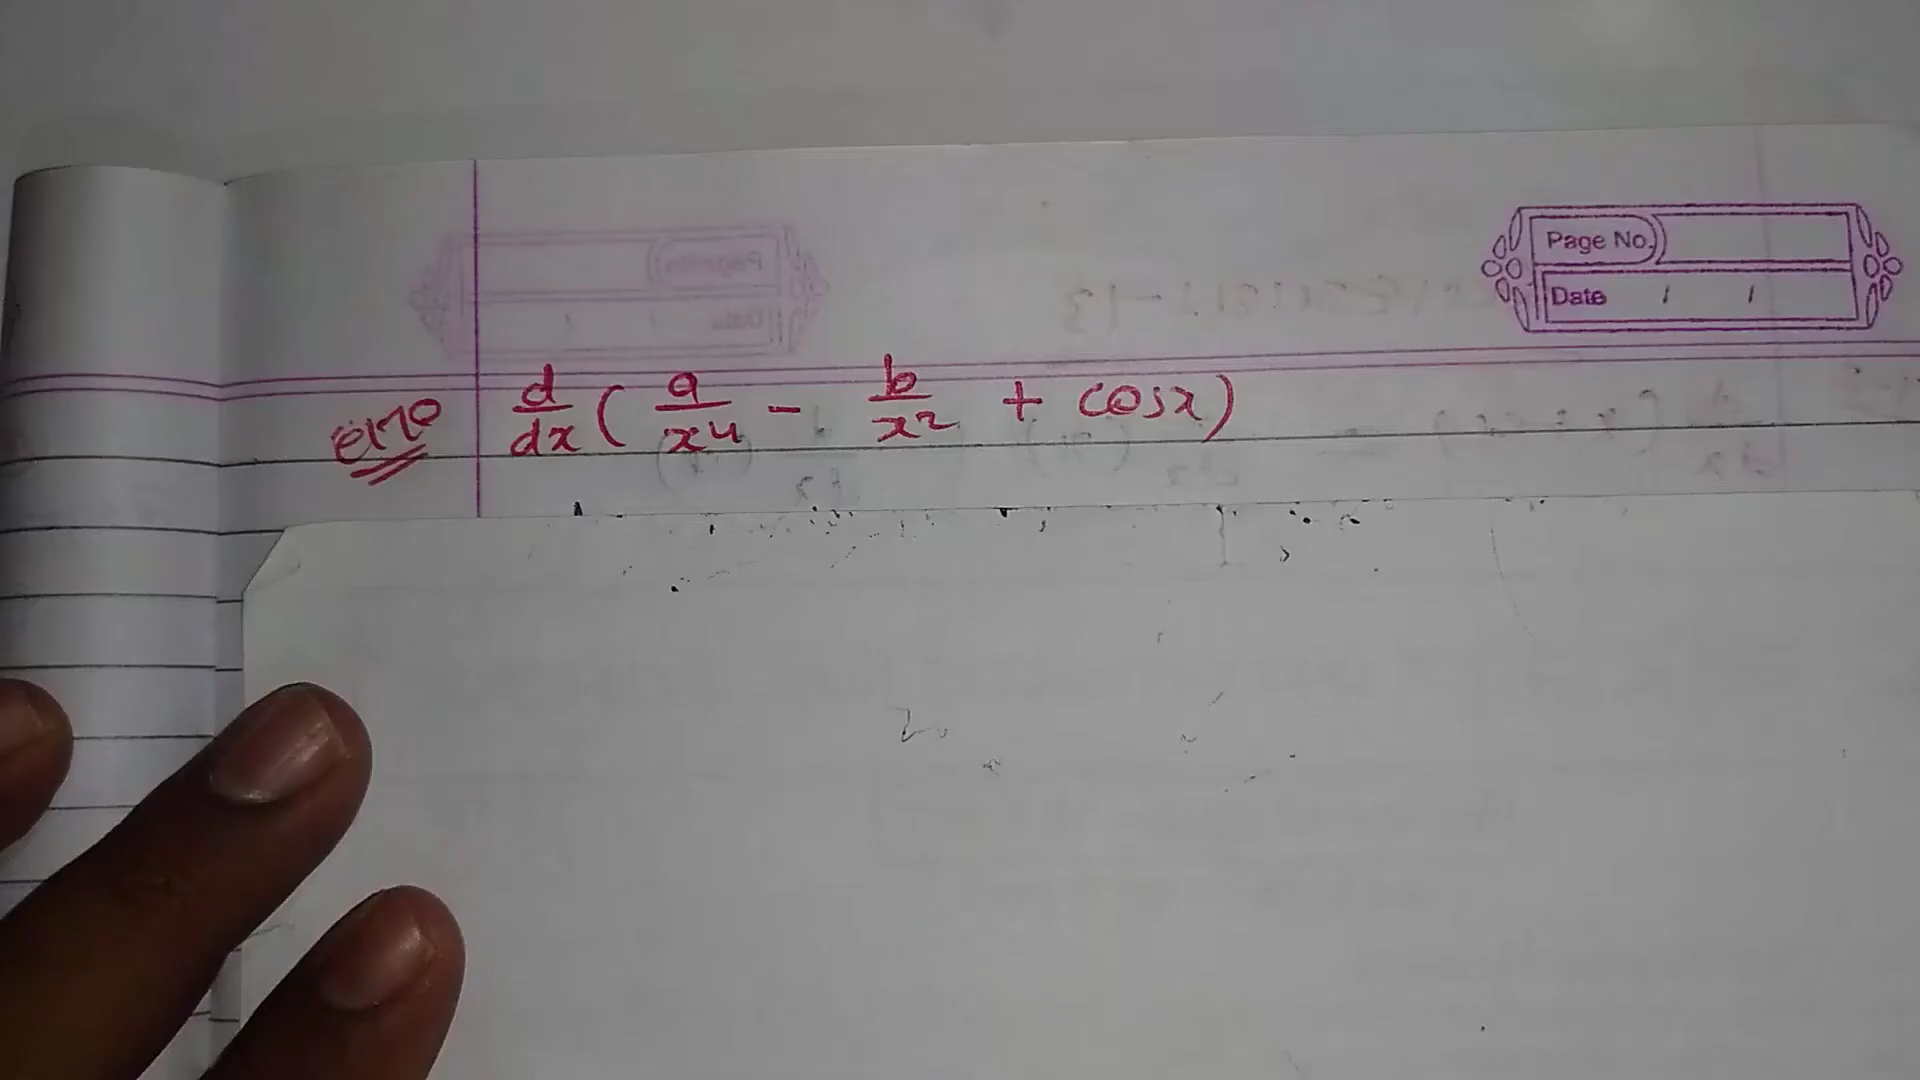 Page No.
Date / /
d/dx ( a/x⁴ - b/x² + cosx )